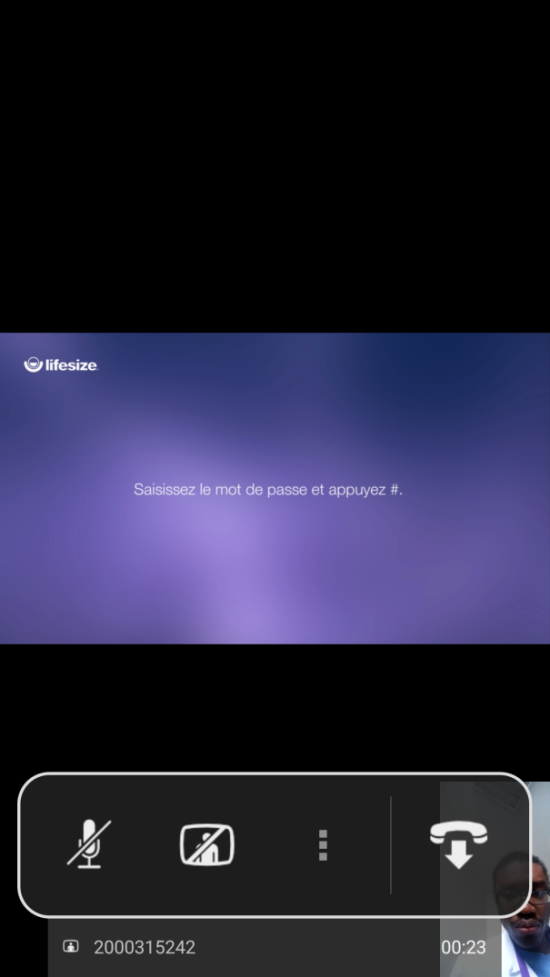 lifesize
Saisissez le mot de passe et appuyez #.
2000315242
00:23